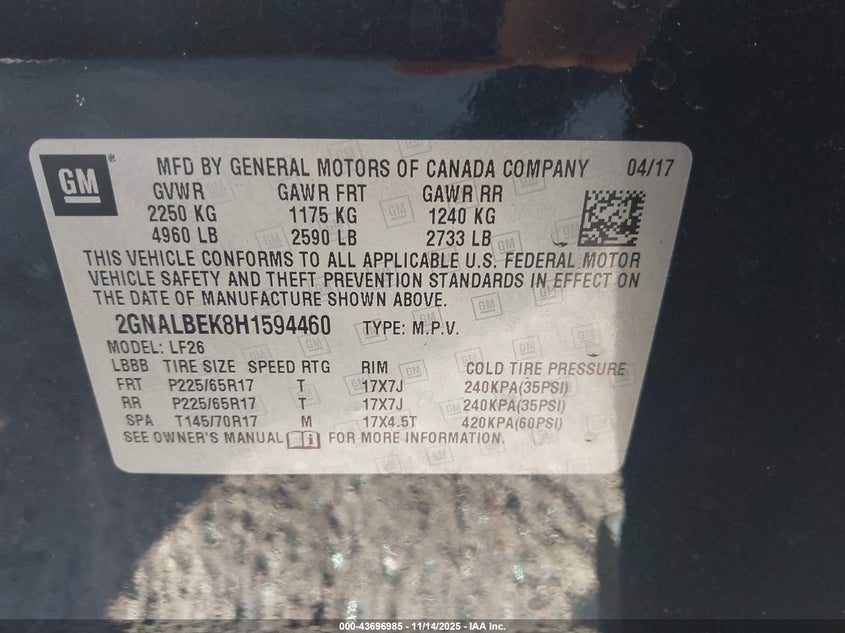 GM ® MFD BY GENERAL MOTORS OF CANADA COMPANY 04/17
GVWR GAWR FRT GAWR RR
2250 KG 1175 KG 1240 KG
4960 LB 2590 LB 2733 LB
THIS VEHICLE CONFORMS TO ALL APPLICABLE U.S. FEDERAL MOTOR
VEHICLE SAFETY AND THEFT PREVENTION STANDARDS IN EFFECT ON
THE DATE OF MANUFACTURE SHOWN ABOVE.
2GNALBEK8H1594460 TYPE: M.P.V.
MODEL: LF26
LBBB TIRE SIZE SPEED RTG RIM COLD TIRE PRESSURE
FRT P225/65R17 T 17X7J 240KPA(35PSI)
RR P225/65R17 T 17X7J 240KPA(35PSI)
SPA T145/70R17 M 17X4.5T 420KPA(60PSI)
SEE OWNER'S MANUAL FOR MORE INFORMATION.
000-43696985 - 11/14/2025 - IAA Inc.